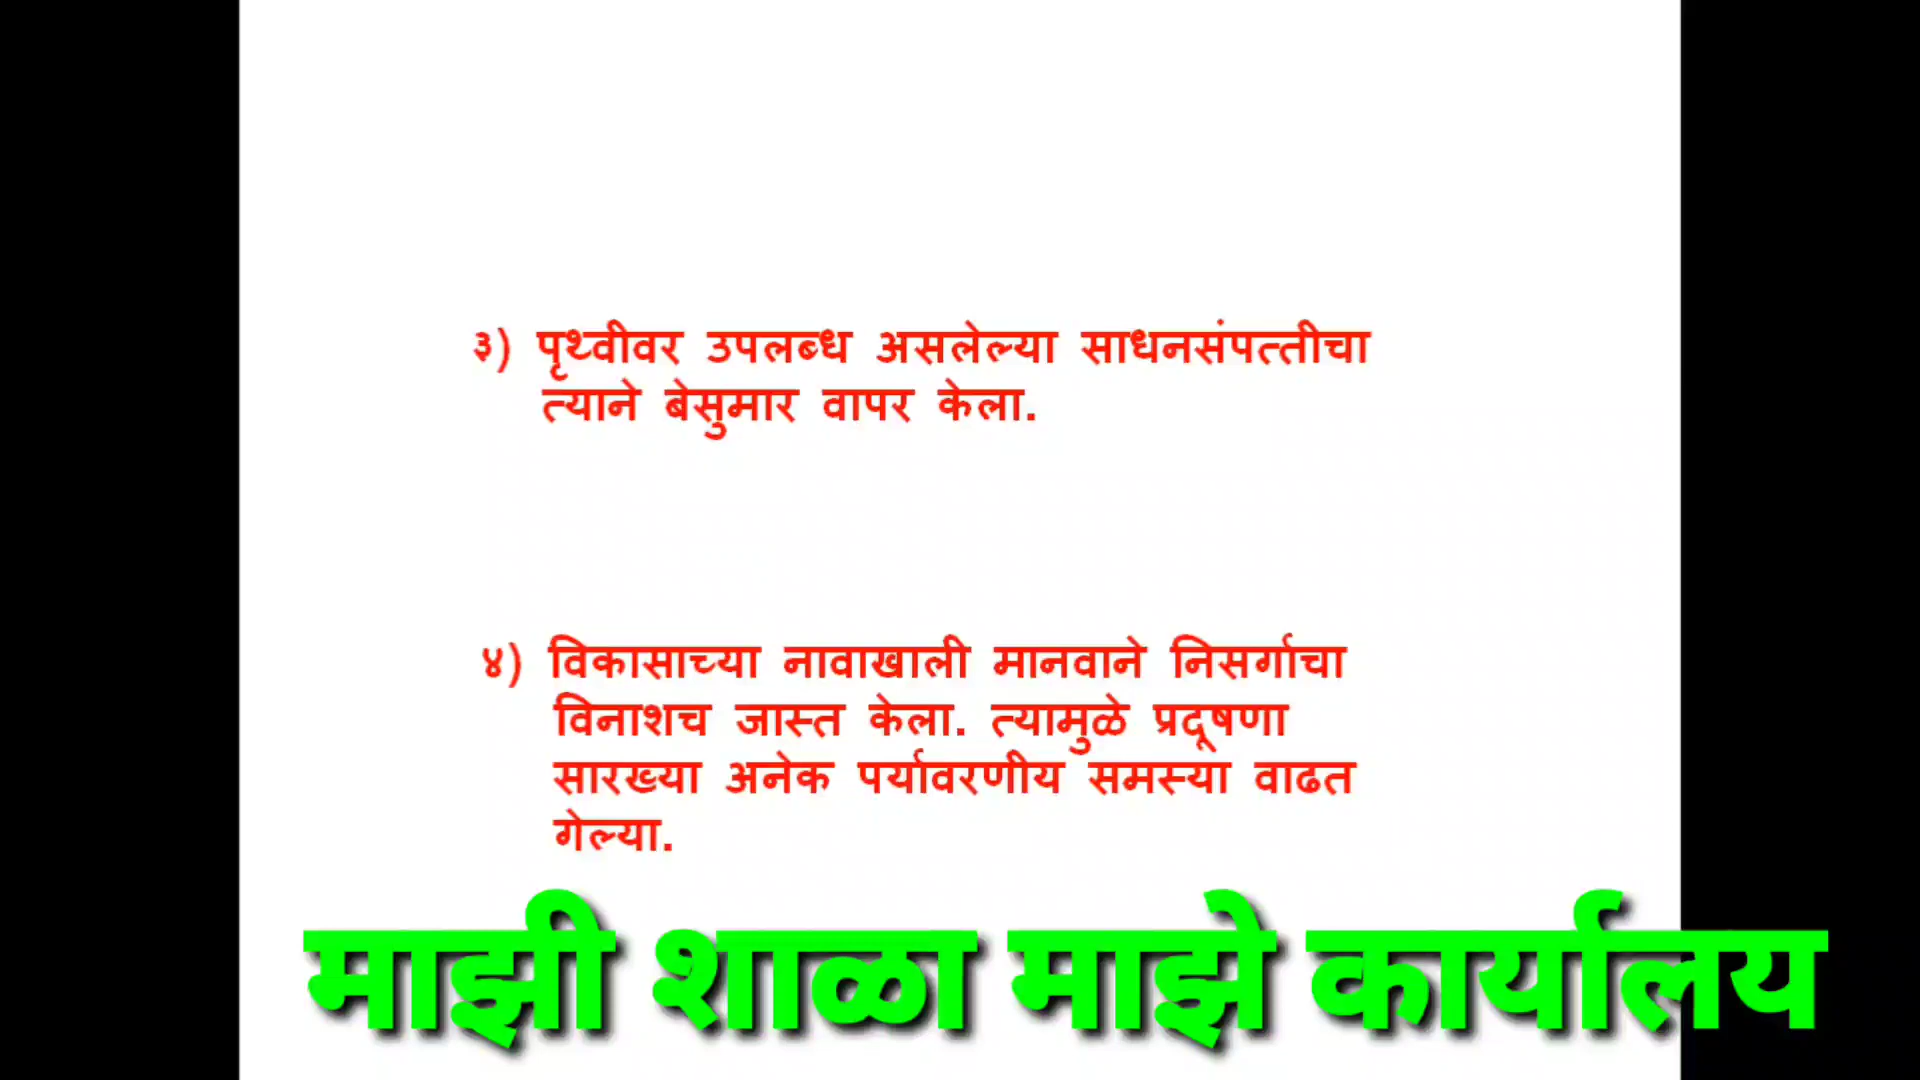 ३) पृथ्वीवर उपलब्ध असलेल्या साधनसंपत्तीचा
त्याने बेसुमार वापर केला.
४) विकासाच्या नावाखाली मानवाने निसर्गाचा
विनाशच जास्त केला. त्यामुळे प्रदूषणा
सारख्या अनेक पर्यावरणीय समस्या वाढत
गेल्या.
माझी शाळा माझे कार्यालय